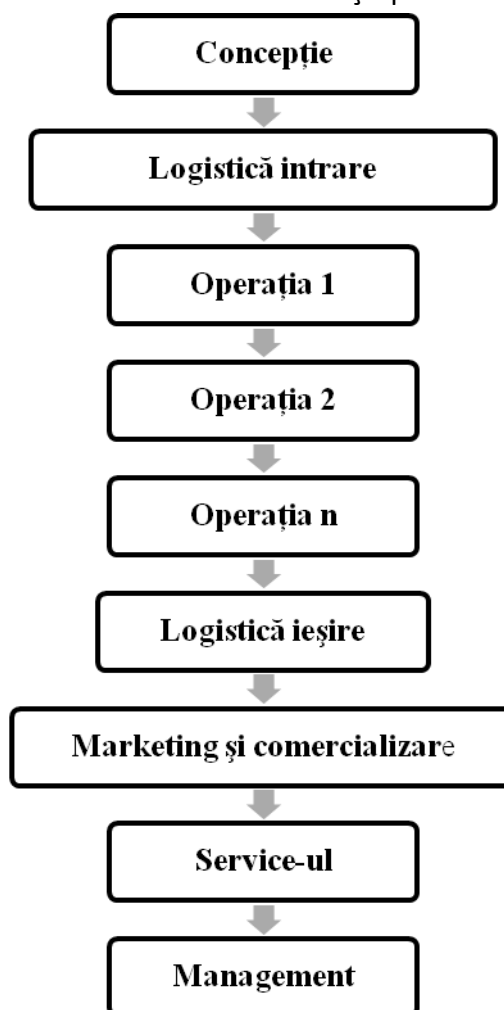 Concepție
Logistică intrare
Operația 1
Operația 2
Operația n
Logistică ieşire
Marketing şi comercializare
Service-ul
Management